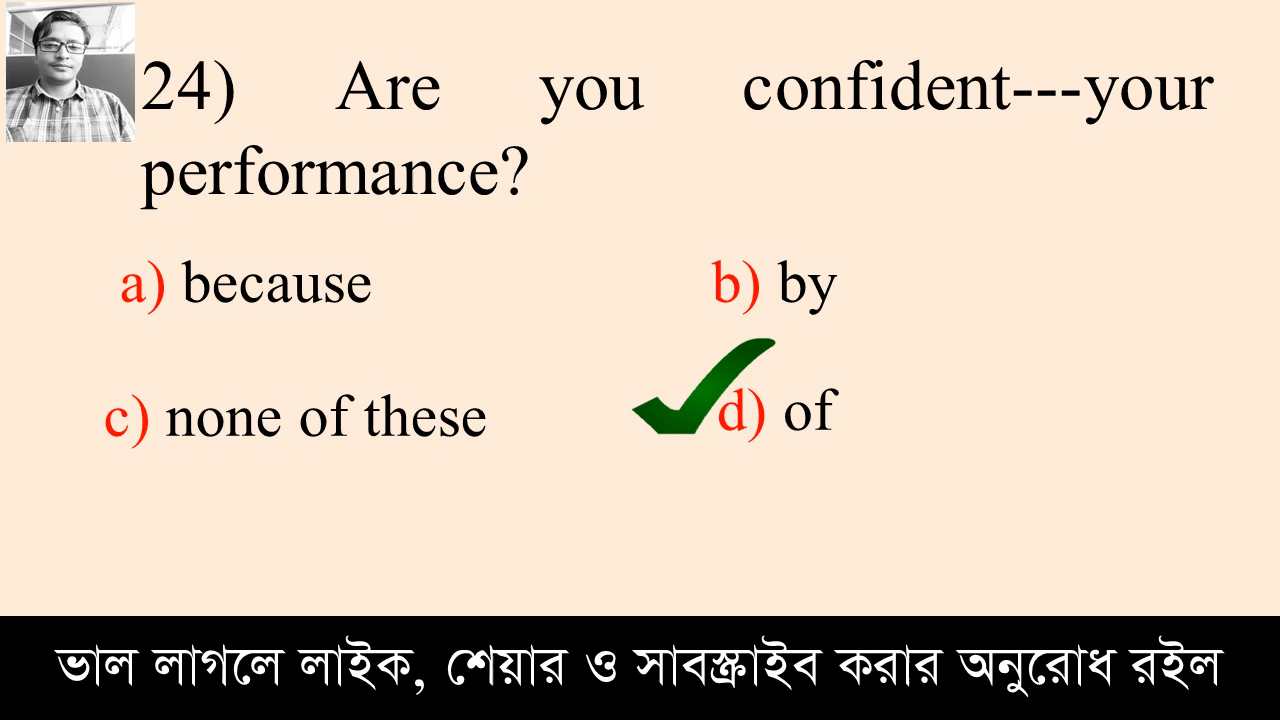 24) Are you confident---your
performance?
a) because
b) by
c) none of these
d) of
ভাল লাগলে লাইক, শেয়ার ও সাবস্ক্রাইব করার অনুরোধ রইল